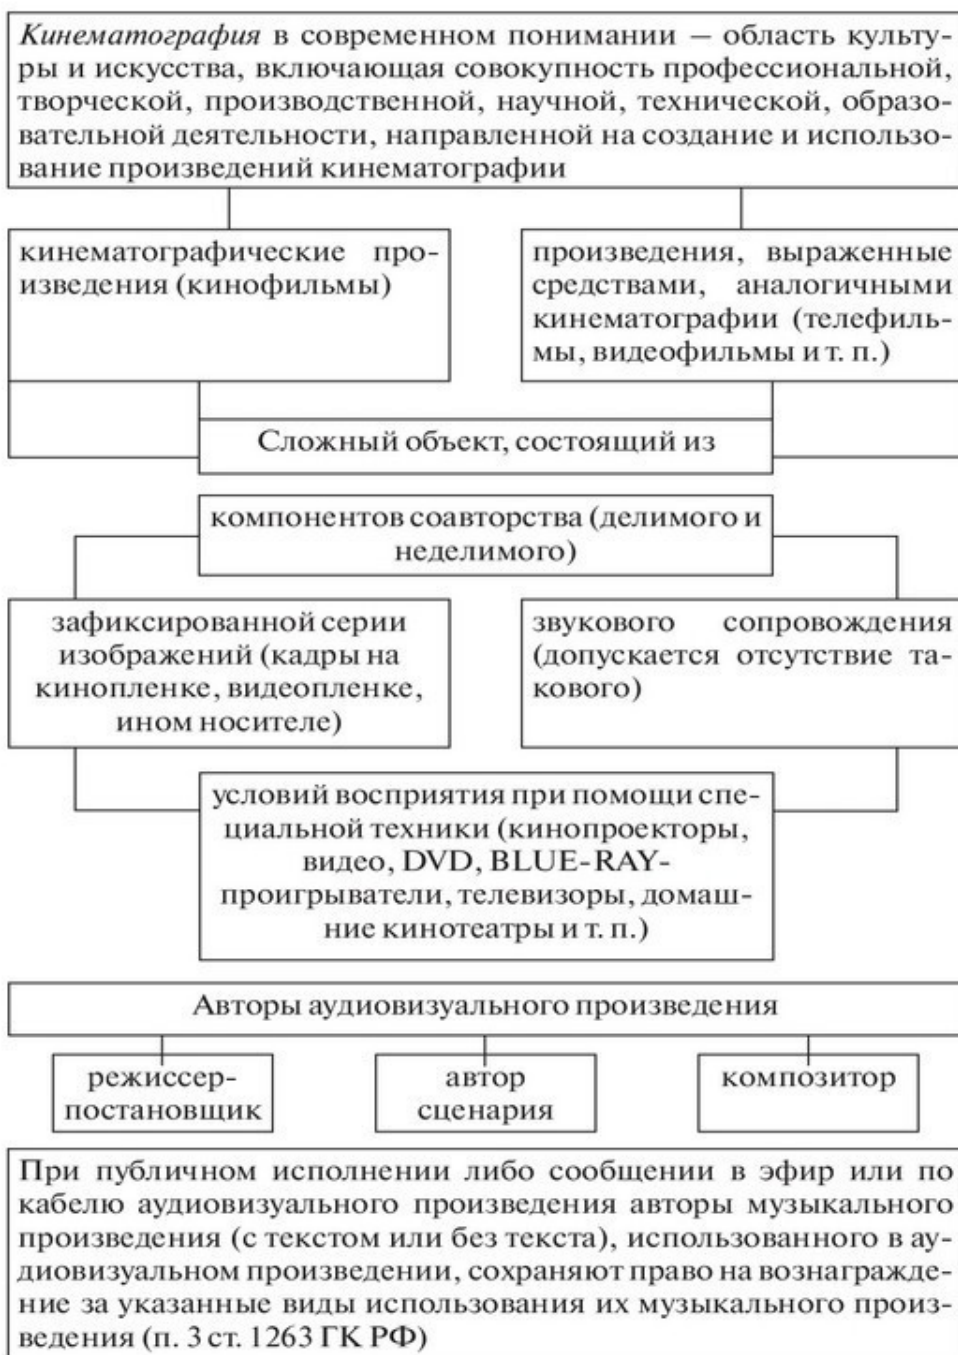 Кинематография в современном понимании — область культу-
ры и искусства, включающая совокупность профессиональной,
творческой, производственной, научной, технической, образо-
вательной деятельности, направленной на создание и использо-
вание произведений кинематографии
кинематографические про-
изведения (кинофильмы)
произведения, выраженные
средствами, аналогичными
кинематографии (телефиль-
мы, видеофильмы и т. п.)
Сложный объект, состоящий из
компонентов соавторства (делимого и
неделимого)
зафиксированной серии
изображений (кадры на
кинопленке, видеопленке,
ином носителе)
звукового сопровождения
(допускается отсутствие та-
кового)
условий восприятия при помощи спе-
циальной техники (кинопроекторы,
видео, DVD, BLUE-RAY-
проигрыватели, телевизоры, домаш-
ние кинотеатры и т. п.)
Авторы аудиовизуального произведения
режиссер-
постановщик
автор
сценария
композитор
При публичном исполнении либо сообщении в эфир или по
кабелю аудиовизуального произведения авторы музыкального
произведения (с текстом или без текста), использованного в ау-
диовизуальном произведении, сохраняют право на вознагражде-
ние за указанные виды использования их музыкального произ-
ведения (п. 3 ст. 1263 ГК РФ)